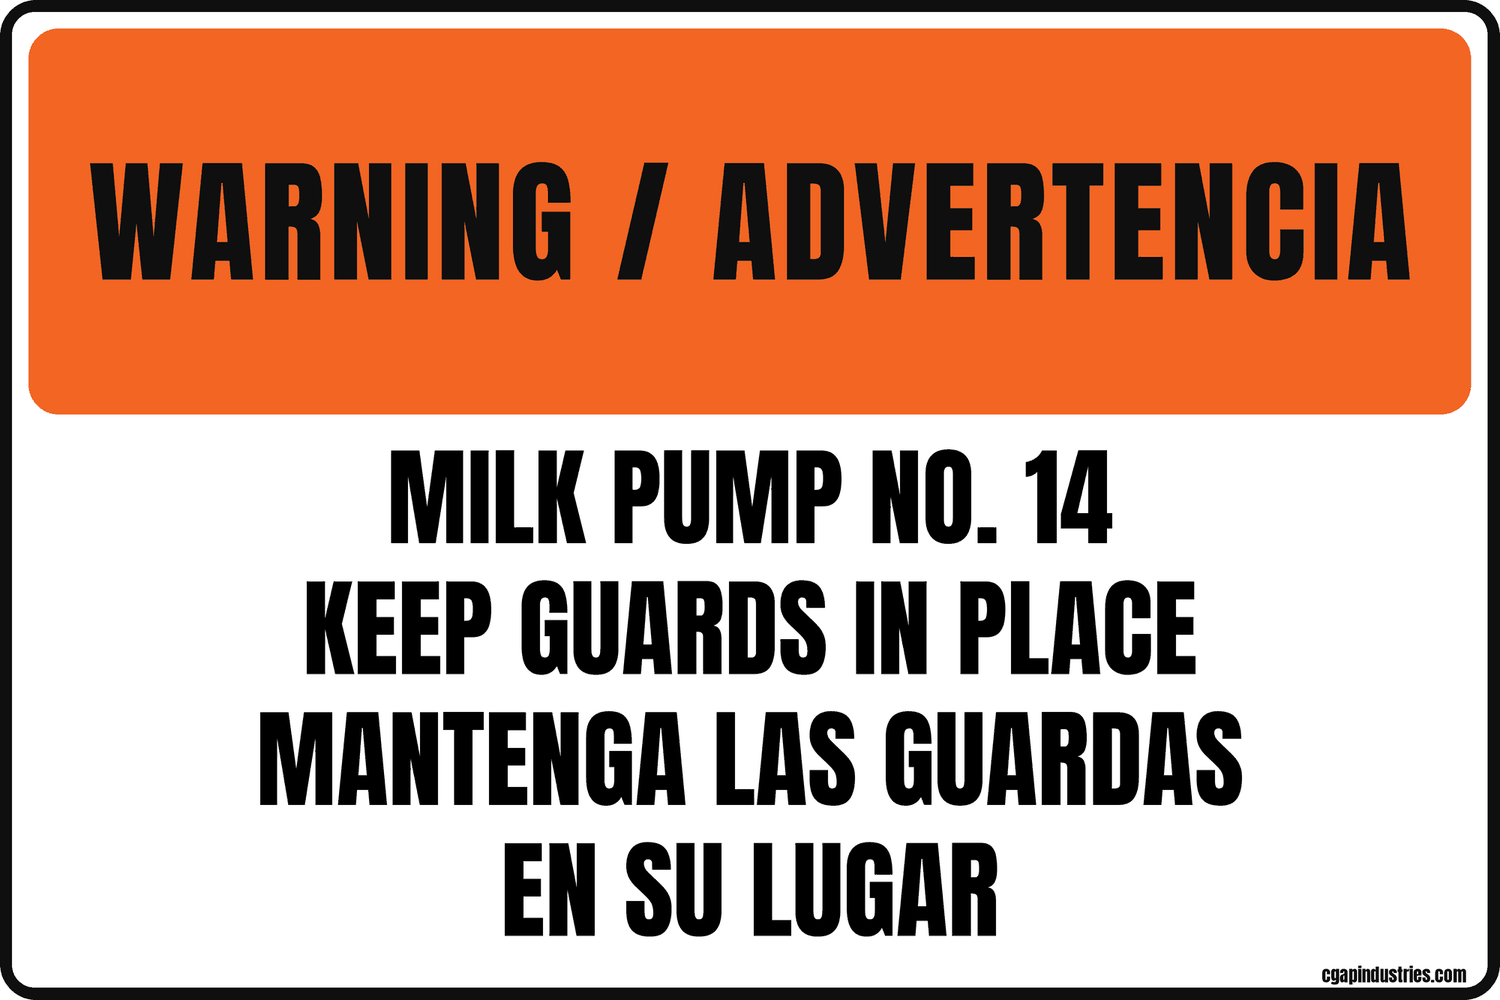 WARNING / ADVERTENCIA
MILK PUMP NO. 14
KEEP GUARDS IN PLACE
MANTENGA LAS GUARDAS
EN SU LUGAR
cgapindustries.com